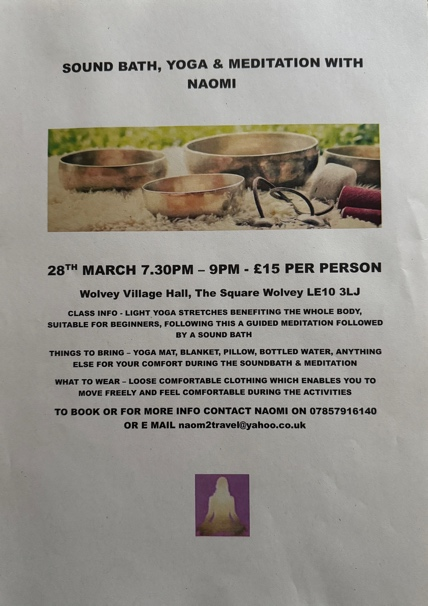 SOUND BATH, YOGA & MEDITATION WITH
NAOMI
28TH MARCH 7.30PM – 9PM - £15 PER PERSON
Wolvey Village Hall, The Square Wolvey LE10 3LJ
CLASS INFO - LIGHT YOGA STRETCHES BENEFITING THE WHOLE BODY,
SUITABLE FOR BEGINNERS, FOLLOWING THIS A GUIDED MEDITATION FOLLOWED
BY A SOUND BATH
THINGS TO BRING – YOGA MAT, BLANKET, PILLOW, BOTTLED WATER, ANYTHING
ELSE FOR YOUR COMFORT DURING THE SOUNDBATH & MEDITATION
WHAT TO WEAR – LOOSE COMFORTABLE CLOTHING WHICH ENABLES YOU TO
MOVE FREELY AND FEEL COMFORTABLE DURING THE ACTIVITIES
TO BOOK OR FOR MORE INFO CONTACT NAOMI ON 07857916140
OR E MAIL naom2travel@yahoo.co.uk